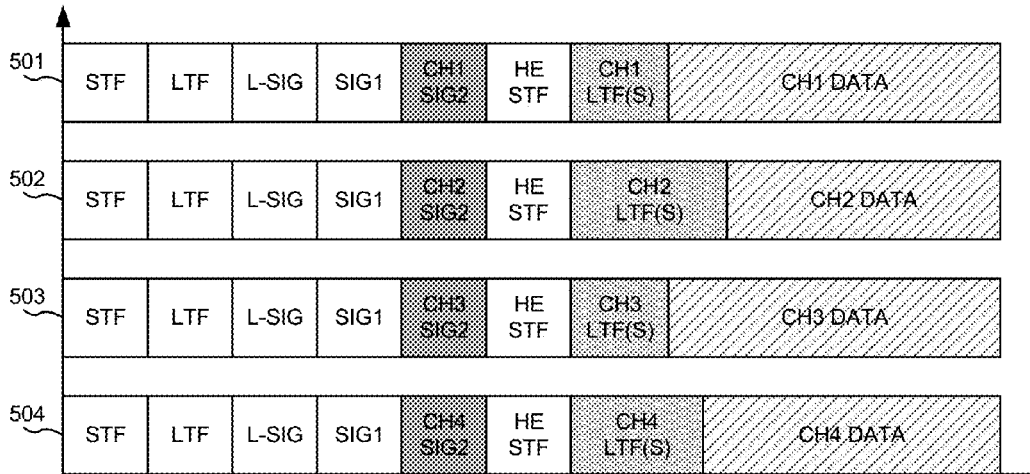 501
STF LTF L-SIG SIG1 CH1 SIG2 HE STF CH1 LTF(S) CH1 DATA
502
STF LTF L-SIG SIG1 CH2 SIG2 HE STF CH2 LTF(S) CH2 DATA
503
STF LTF L-SIG SIG1 CH3 SIG2 HE STF CH3 LTF(S) CH3 DATA
504
STF LTF L-SIG SIG1 CH4 SIG2 HE STF CH4 LTF(S) CH4 DATA